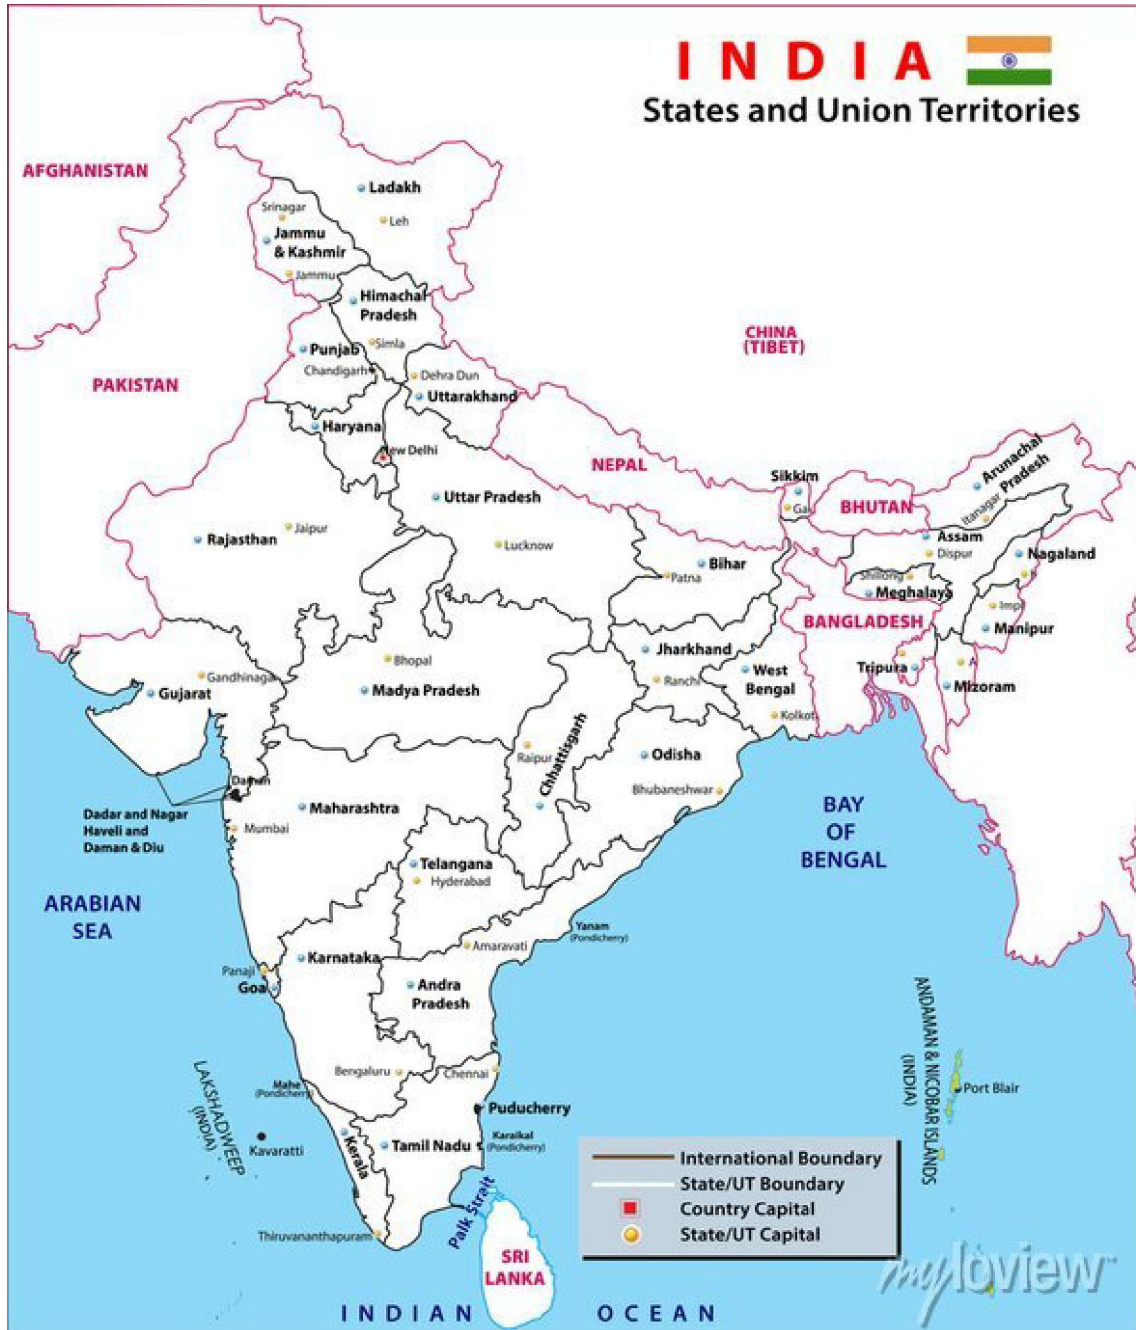 INDIA
States and Union Territories
AFGHANISTAN
Ladakh
Srinagar
Leh
Jammu
& Kashmir
Jammu
Himachal
Pradesh
CHINA
(TIBET)
Simla
Punjab
Chandigarh
Dehra Dun
PAKISTAN
Uttarakhand
Haryana
New Delhi
NEPAL
Sikkim
Arunachal
Pradesh
Itanagar
Uttar Pradesh
BHUTAN
Ga
Rajasthan
Jaipur
Lucknow
Assam
Dispur
Nagaland
Bihar
Patna
Shillong
K
Meghalaya
Imp
BANGLADESH
Manipur
Jharkhand
Bhopal
Tripura
A
Gandhinagar
Gujarat
Madya Pradesh
Ranchi
West
Bengal
Mizoram
Kolkot
Chhattisgarh
Raipur
Odisha
Daman
Bhubaneshwar
Dadar and Nagar
Haveli and
Daman & Diu
Maharashtra
Mumbai
BAY
OF
BENGAL
Telangana
Hyderabad
ARABIAN
SEA
Yanam
(Pondicherry)
Amaravati
Karnataka
Panaji
Goa
Andra
Pradesh
ANDAMAN & NICOBAR ISLANDS
(INDIA)
Bengaluru
Chennai
LAKSHADWEEP
(INDIA)
Mahe
(Pondicherry)
Port Blair
Puducherry
Kavaratti
Kerala
Tamil Nadu
Karaikal
(Pondicherry)
International Boundary
State/UT Boundary
Country Capital
State/UT Capital
Palk Strait
Thiruvananthapuram
SRI
LANKA
myloview
INDIAN OCEAN